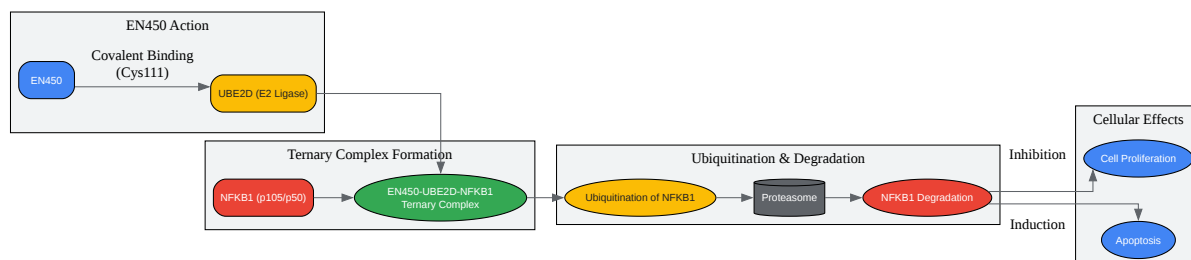 EN450 Action
Covalent Binding
(Cys111)
EN450
UBE2D (E2 Ligase)
Ternary Complex Formation
NFKB1 (p105/p50)
EN450-UBE2D-NFKB1
Ternary Complex
Ubiquitination & Degradation
Ubiquitination of NFKB1
Proteasome
NFKB1 Degradation
Inhibition
Induction
Cellular Effects
Cell Proliferation
Apoptosis